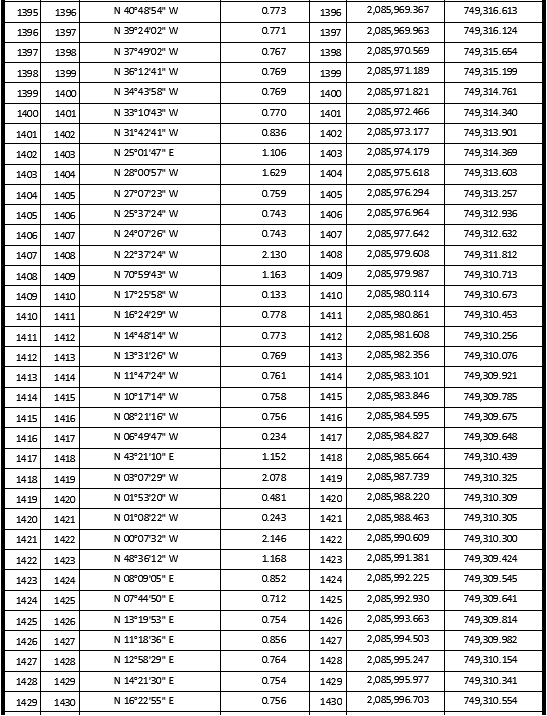 1395 1396 N 40°48'54" W 0.773 1396 2,085,969.367 749,316.613
1396 1397 N 39°24'02" W 0.771 1397 2,085,969.963 749,316.124
1397 1398 N 37°49'02" W 0.767 1398 2,085,970.569 749,315.654
1398 1399 N 36°12'41" W 0.769 1399 2,085,971.189 749,315.199
1399 1400 N 34°43'58" W 0.769 1400 2,085,971.821 749,314.761
1400 1401 N 33°10'43" W 0.770 1401 2,085,972.466 749,314.340
1401 1402 N 31°42'41" W 0.836 1402 2,085,973.177 749,313.901
1402 1403 N 25°01'47" E 1.106 1403 2,085,974.179 749,314.369
1403 1404 N 28°00'57" W 1.629 1404 2,085,975.618 749,313.603
1404 1405 N 27°07'23" W 0.759 1405 2,085,976.294 749,313.257
1405 1406 N 25°37'24" W 0.743 1406 2,085,976.964 749,312.936
1406 1407 N 24°07'26" W 0.743 1407 2,085,977.642 749,312.632
1407 1408 N 22°37'24" W 2.130 1408 2,085,979.608 749,311.812
1408 1409 N 70°59'43" W 1.163 1409 2,085,979.987 749,310.713
1409 1410 N 17°25'58" W 0.133 1410 2,085,980.114 749,310.673
1410 1411 N 16°24'29" W 0.778 1411 2,085,980.861 749,310.453
1411 1412 N 14°48'14" W 0.773 1412 2,085,981.608 749,310.256
1412 1413 N 13°31'26" W 0.769 1413 2,085,982.356 749,310.076
1413 1414 N 11°47'24" W 0.761 1414 2,085,983.101 749,309.921
1414 1415 N 10°17'14" W 0.758 1415 2,085,983.846 749,309.785
1415 1416 N 08°21'16" W 0.756 1416 2,085,984.595 749,309.675
1416 1417 N 06°49'47" W 0.234 1417 2,085,984.827 749,309.648
1417 1418 N 43°21'10" E 1.152 1418 2,085,985.664 749,310.439
1418 1419 N 03°07'29" W 2.078 1419 2,085,987.739 749,310.325
1419 1420 N 01°53'20" W 0.481 1420 2,085,988.220 749,310.309
1420 1421 N 01°08'22" W 0.243 1421 2,085,988.463 749,310.305
1421 1422 N 00°07'32" W 2.146 1422 2,085,990.609 749,310.300
1422 1423 N 48°36'12" W 1.168 1423 2,085,991.381 749,309.424
1423 1424 N 08°09'05" E 0.852 1424 2,085,992.225 749,309.545
1424 1425 N 07°44'50" E 0.712 1425 2,085,992.930 749,309.641
1425 1426 N 13°19'53" E 0.754 1426 2,085,993.663 749,309.814
1426 1427 N 11°18'36" E 0.856 1427 2,085,994.503 749,309.982
1427 1428 N 12°58'29" E 0.764 1428 2,085,995.247 749,310.154
1428 1429 N 14°21'30" E 0.754 1429 2,085,995.977 749,310.341
1429 1430 N 16°22'55" E 0.756 1430 2,085,996.703 749,310.554